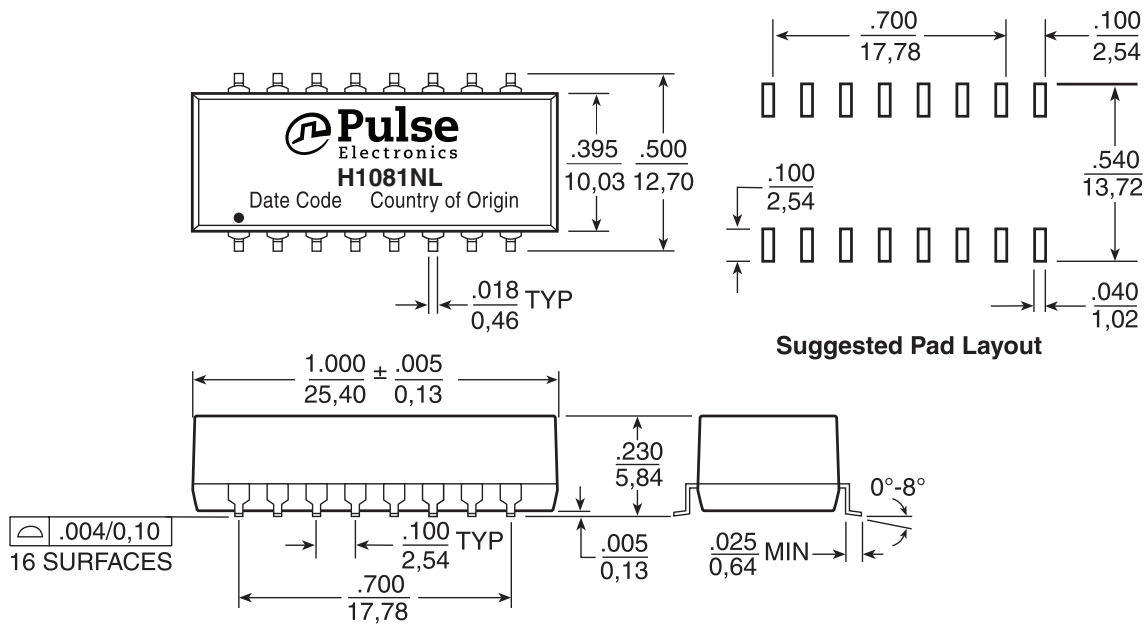 Pulse
Electronics
H1081NL
Date Code Country of Origin
.395
10,03
.500
12,70
.018 TYP
0,46
.700
17,78
.100
2,54
.100
2,54
.540
13,72
.040
1,02
Suggested Pad Layout
1.000 ± .005
25,40 0,13
.230
5,84
0°-8°
.004/0,10
16 SURFACES
.100 TYP
2,54
.005
0,13
.025 MIN
0,64
.700
17,78